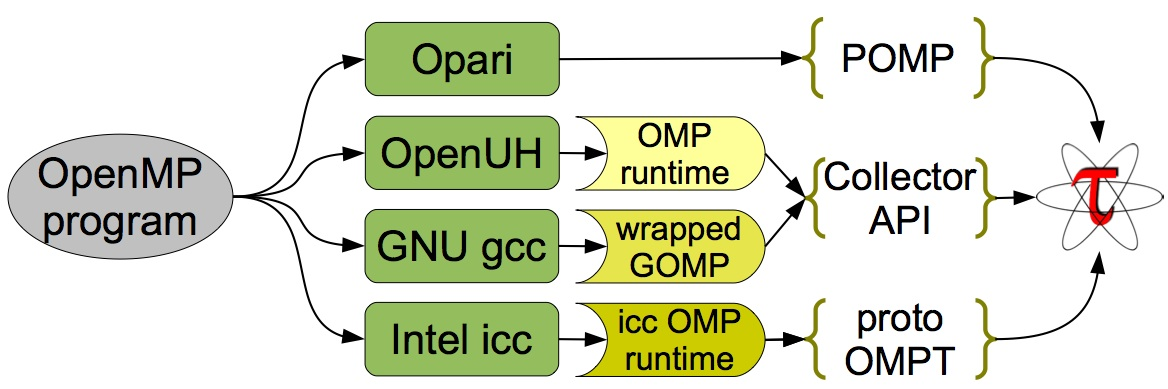 OpenMP
program
Opari
POMP
OpenUH
OMP
runtime
GNU gcc
wrapped
GOMP
Collector
API
Intel icc
icc OMP
runtime
proto
OMPT
τ